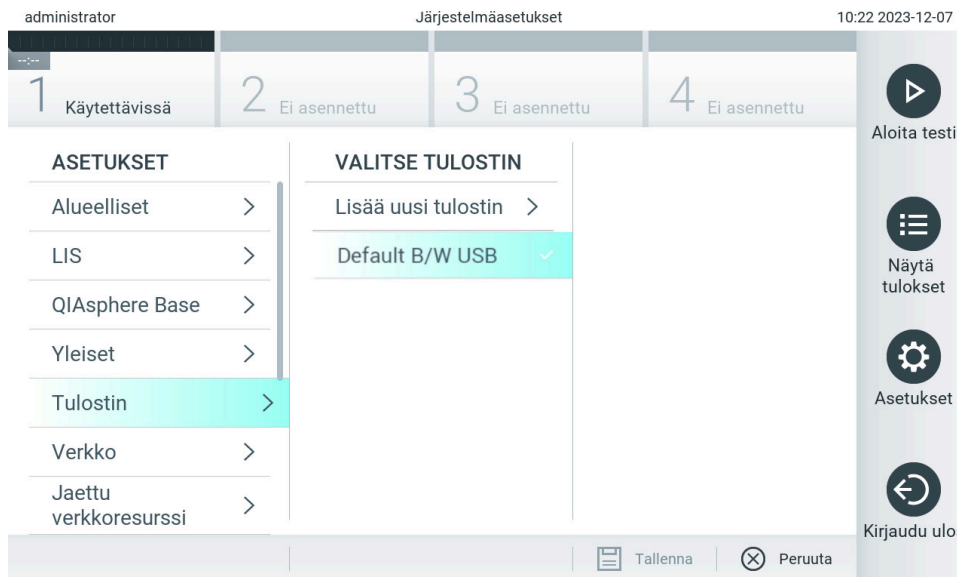 administrator
Järjestelmäasetukset
10:22 2023-12-07
--:--
1 Käytettävissä
2 Ei asennettu
3 Ei asennettu
4 Ei asennettu
Aloita testi
ASETUKSET
Alueelliset
LIS
QIAsphere Base
Yleiset
Tulostin
Verkko
Jaettu
verkkoresurssi
VALITSE TULOSTIN
Lisää uusi tulostin
Default B/W USB
Näytä
tulokset
Asetukset
Kirjaudu ulo
Tallenna
Peruuta